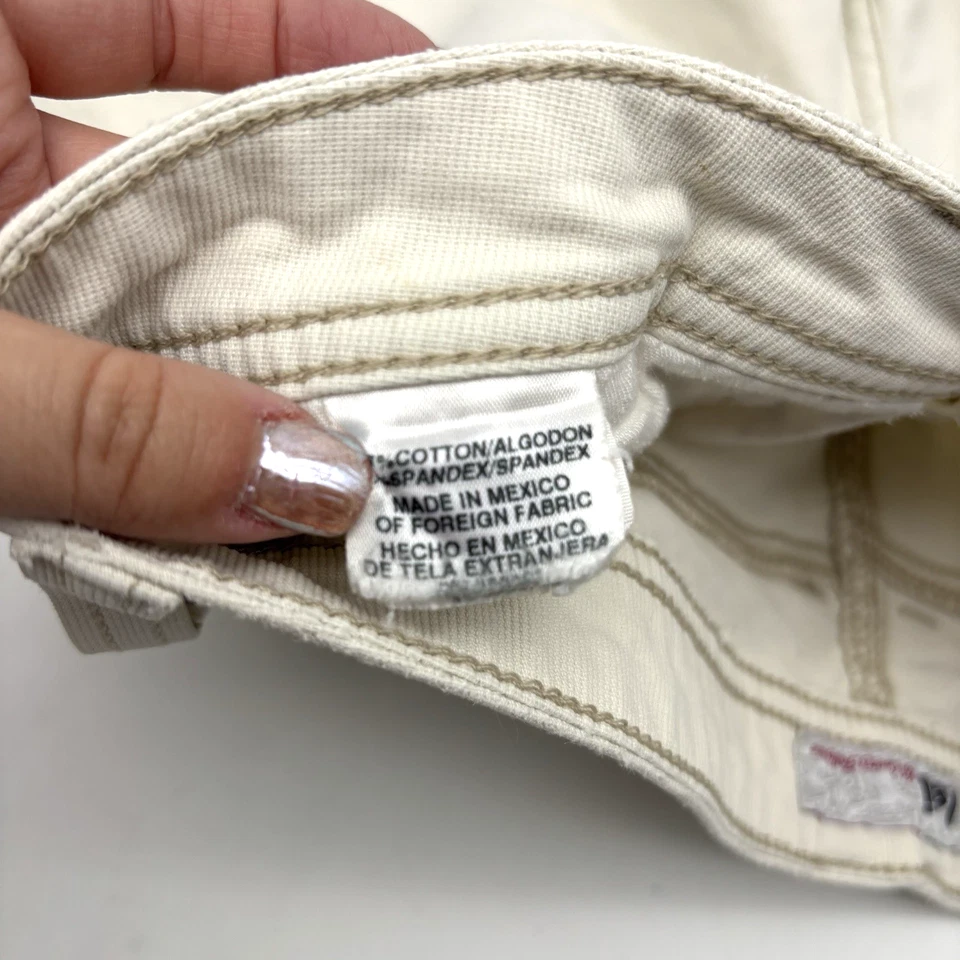 %COTTON/ALGODON
%SPANDEX/SPANDEX
MADE IN MEXICO
OF FOREIGN FABRIC
HECHO EN MEXICO
DE TELA EXTRANJERA